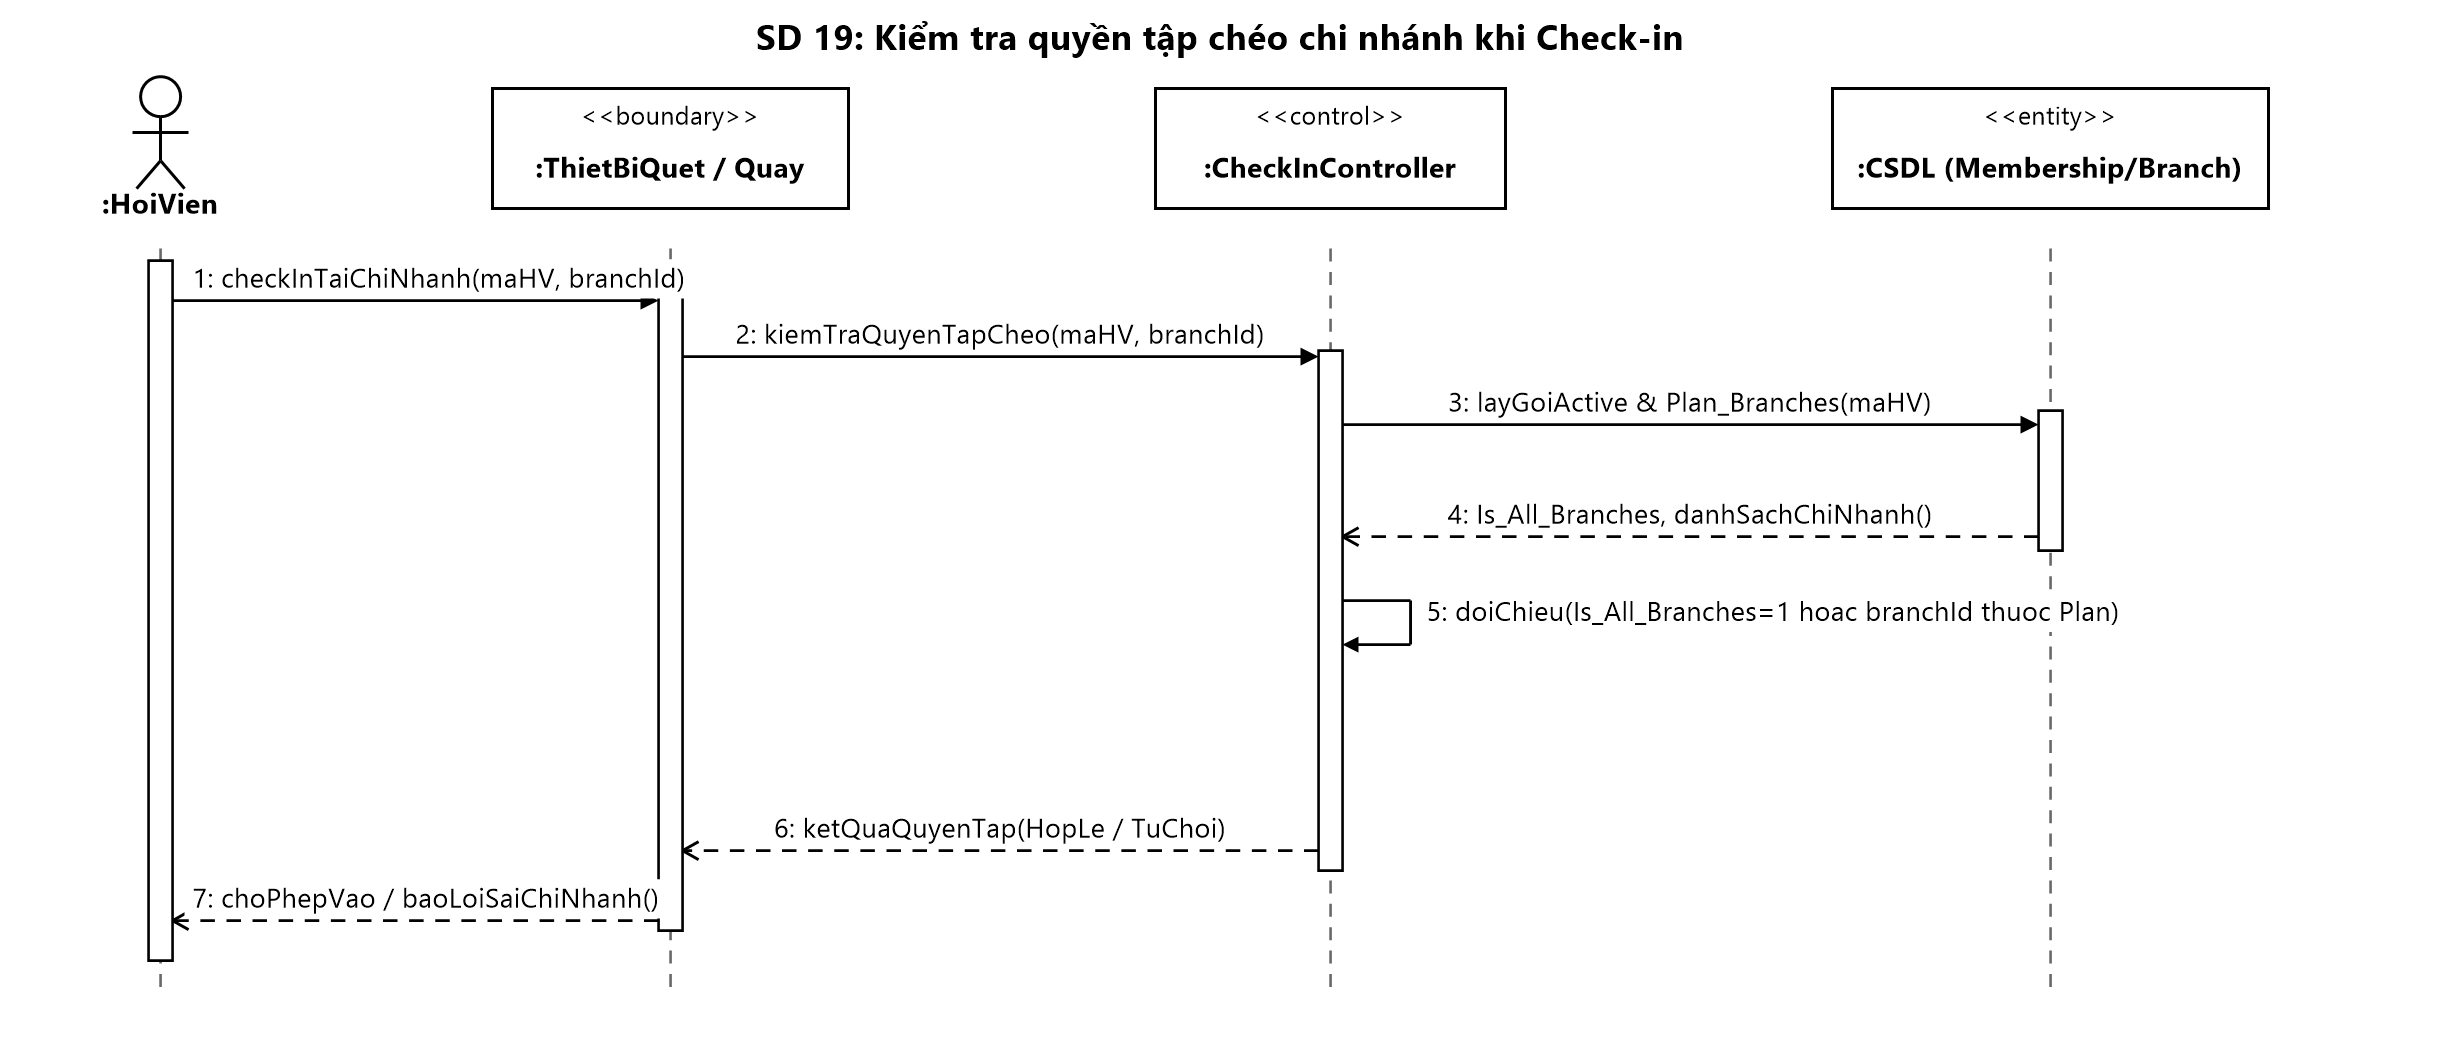 SD 19: Kiểm tra quyền tập chéo chi nhánh khi Check-in
:HoiVien
<<boundary>>
:ThietBiQuet / Quay
<<control>>
:CheckInController
<<entity>>
:CSDL (Membership/Branch)
1: checkInTaiChiNhanh(maHV, branchId)
2: kiemTraQuyenTapCheo(maHV, branchId)
3: layGoiActive & Plan_Branches(maHV)
4: Is_All_Branches, danhSachChiNhanh()
5: doiChieu(Is_All_Branches=1 hoac branchId thuoc Plan)
6: ketQuaQuyenTap(HopLe / TuChoi)
7: choPhepVao / baoLoiSaiChiNhanh()